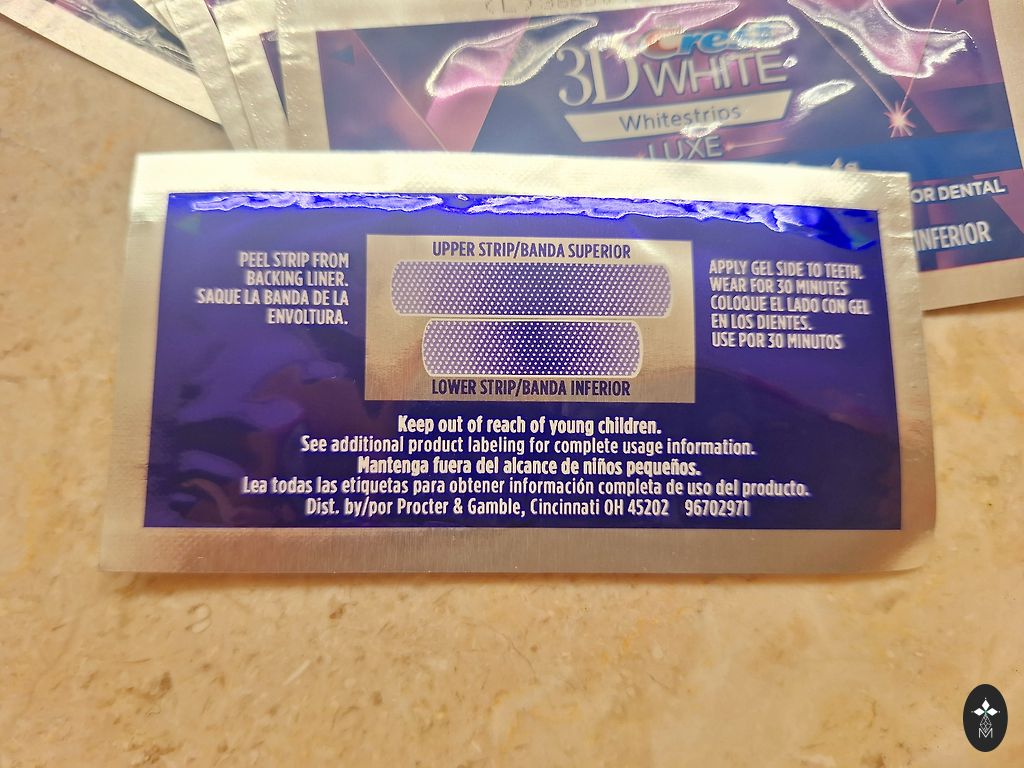 Crest
3D WHITE
Whitestrips
LUXE
OR DENTAL
INFERIOR
PEEL STRIP FROM
BACKING LINER.
SAQUE LA BANDA DE LA
ENVOLTURA.
UPPER STRIP/BANDA SUPERIOR
LOWER STRIP/BANDA INFERIOR
APPLY GEL SIDE TO TEETH.
WEAR FOR 30 MINUTES
COLOQUE EL LADO CON GEL
EN LOS DIENTES.
USE POR 30 MINUTOS
Keep out of reach of young children.
See additional product labeling for complete usage information.
Mantenga fuera del alcance de niños pequeños.
Lea todas las etiquetas para obtener información completa de uso del producto.
Dist. by/por Procter & Gamble, Cincinnati OH 45202 96702971
M